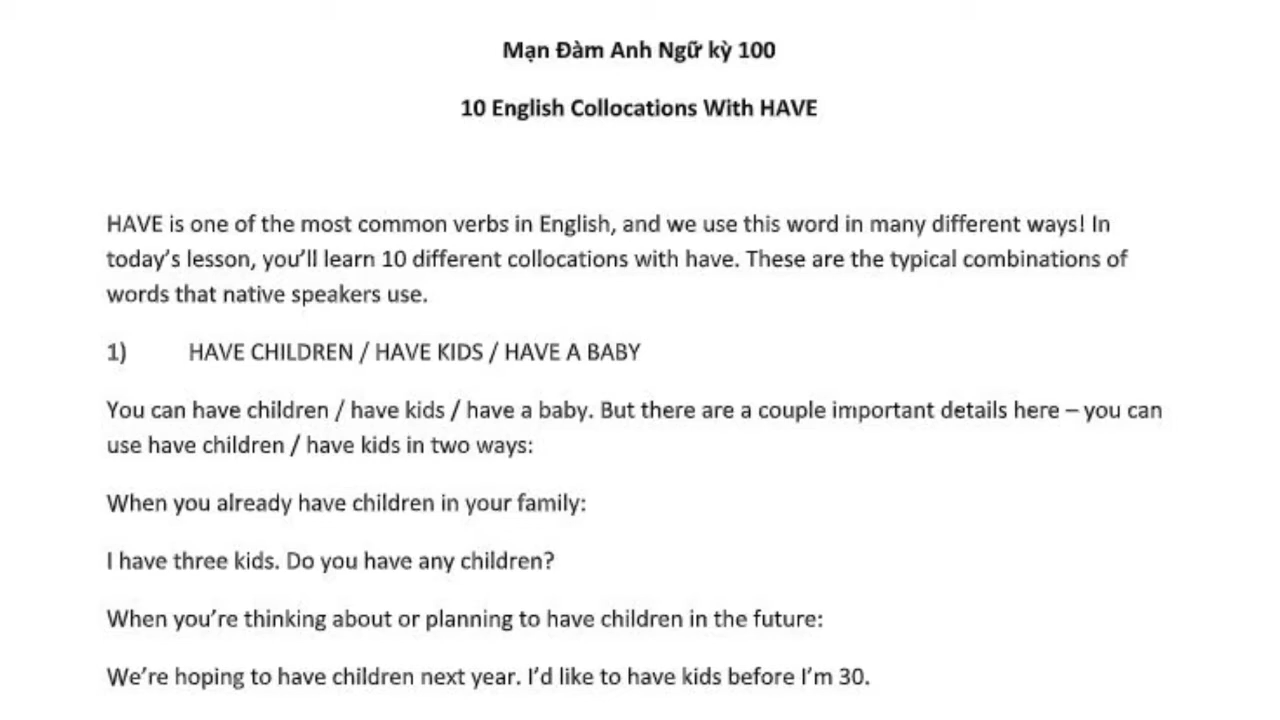 Mạn Đàm Anh Ngữ kỳ 100
10 English Collocations With HAVE
HAVE is one of the most common verbs in English, and we use this word in many different ways! In
today’s lesson, you’ll learn 10 different collocations with have. These are the typical combinations of
words that native speakers use.
1) HAVE CHILDREN / HAVE KIDS / HAVE A BABY
You can have children / have kids / have a baby. But there are a couple important details here – you can
use have children / have kids in two ways:
When you already have children in your family:
I have three kids. Do you have any children?
When you’re thinking about or planning to have children in the future:
We’re hoping to have children next year. I’d like to have kids before I’m 30.